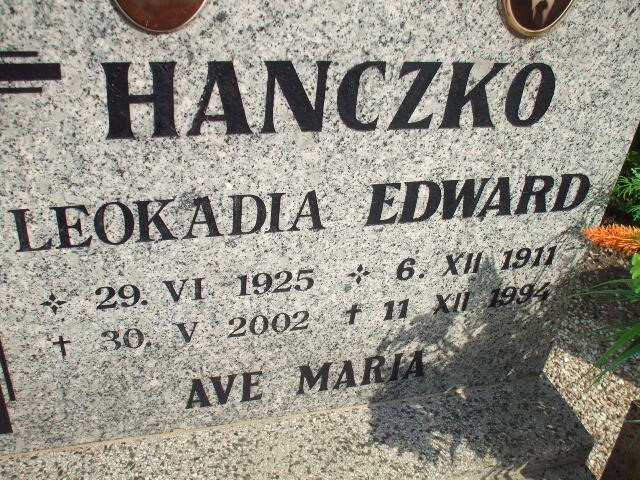 HANCZKO
LEOKADIA EDWARD
✣ 29. VI 1925 ✣ 6. XII 1911
† 30. V 2002 † 11 XII 1994
AVE MARIA